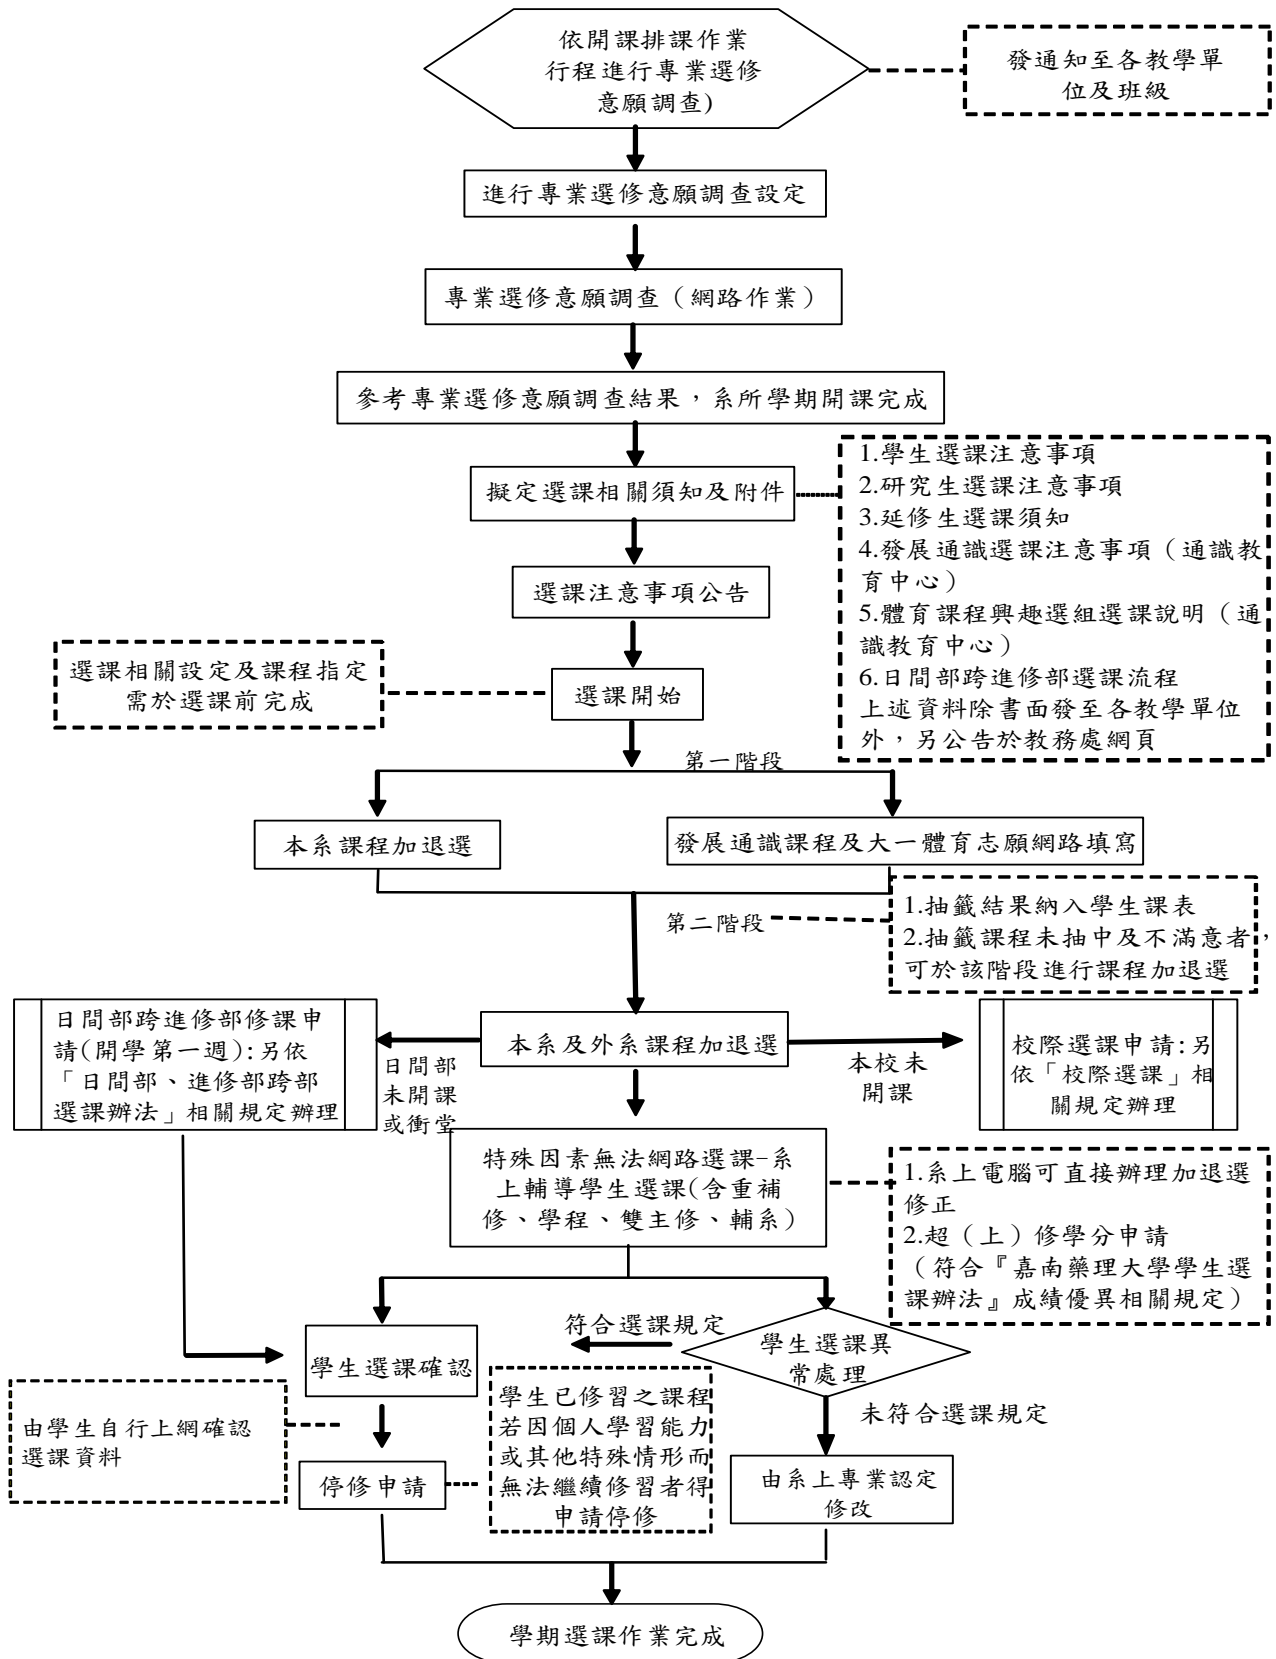 依開課排課作業
行程進行專業選修
意願調查)
發通知至各教學單
位及班級
進行專業選修意願調查設定
專業選修意願調查（網路作業）
參考專業選修意願調查結果，系所學期開課完成
擬定選課相關須知及附件
1.學生選課注意事項
2.研究生選課注意事項
3.延修生選課須知
4.發展通識選課注意事項（通識教
育中心）
5.體育課程興趣選組選課說明（通
識教育中心）
6.日間部跨進修部選課流程
上述資料除書面發至各教學單位
外，另公告於教務處網頁
選課注意事項公告
選課相關設定及課程指定
需於選課前完成
選課開始
第一階段
本系課程加退選
發展通識課程及大一體育志願網路填寫
第二階段
1.抽籤結果納入學生課表
2.抽籤課程未抽中及不滿意者，
可於該階段進行課程加退選
日間部跨進修部修課申
請(開學第一週):另依
「日間部、進修部跨部
選課辦法」相關規定辦理
日間部
未開課
或衝堂
本系及外系課程加退選
本校未
開課
校際選課申請:另
依「校際選課」相
關規定辦理
特殊因素無法網路選課-系
上輔導學生選課(含重補
修、學程、雙主修、輔系)
1.系上電腦可直接辦理加退選
修正
2.超（上）修學分申請
（符合『嘉南藥理大學學生選
課辦法』成績優異相關規定）
符合選課規定
學生選課異
常處理
學生選課確認
由學生自行上網確認
選課資料
學生已修習之課程
若因個人學習能力
或其他特殊情形而
無法繼續修習者得
申請停修
未符合選課規定
停修申請
由系上專業認定
修改
學期選課作業完成